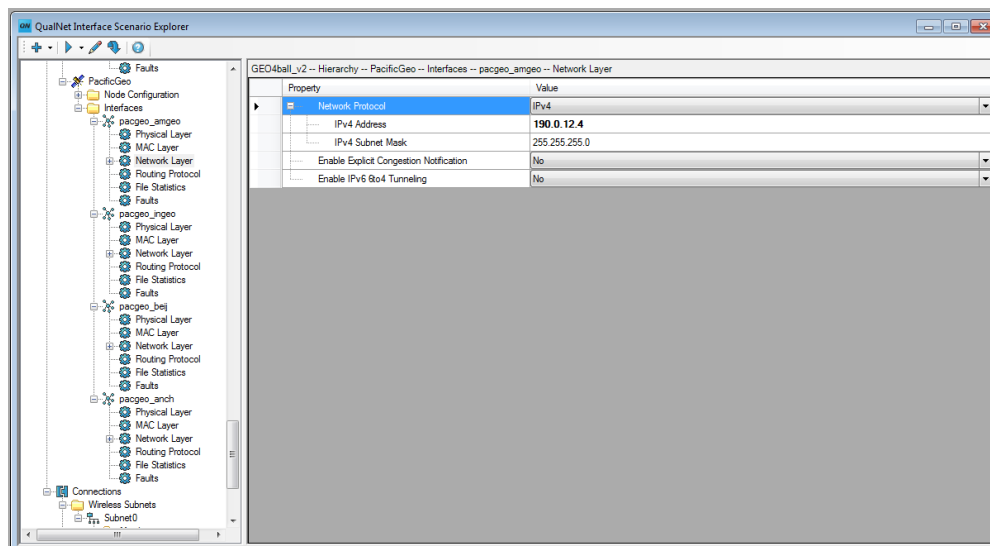 QN QualNet Interface Scenario Explorer
GEO4ball_v2 -- Hierarchy -- PacificGeo -- Interfaces -- pacgeo_amgeo -- Network Layer
Property Value
Network Protocol IPv4
IPv4 Address 190.0.12.4
IPv4 Subnet Mask 255.255.255.0
Enable Explicit Congestion Notification No
Enable IPv6 6to4 Tunneling No
Faults
PacificGeo
Node Configuration
Interfaces
pacgeo_amgeo
Physical Layer
MAC Layer
Network Layer
Routing Protocol
File Statistics
Faults
pacgeo_ingeo
Physical Layer
MAC Layer
Network Layer
Routing Protocol
File Statistics
Faults
pacgeo_beij
Physical Layer
MAC Layer
Network Layer
Routing Protocol
File Statistics
Faults
pacgeo_anch
Physical Layer
MAC Layer
Network Layer
Routing Protocol
File Statistics
Faults
Connections
Wireless Subnets
Subnet0